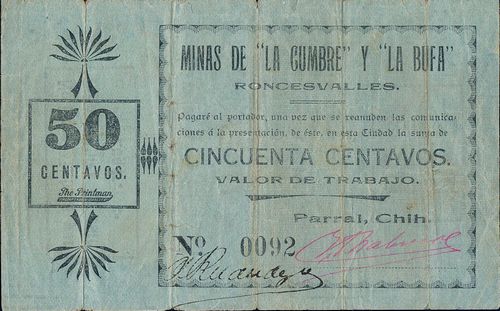 50
CENTAVOS.
The Printman,
MINAS DE "LA CUMBRE" Y "LA BUFA"
RONCESVALLES.
Pagaré al portador, una vez que se reanuden las comunica-
ciones á la presentación, de éste, en esta Ciudad la suma de
CINCUENTA CENTAVOS.
VALOR DE TRABAJO.
Parral, Chih.
No 0092